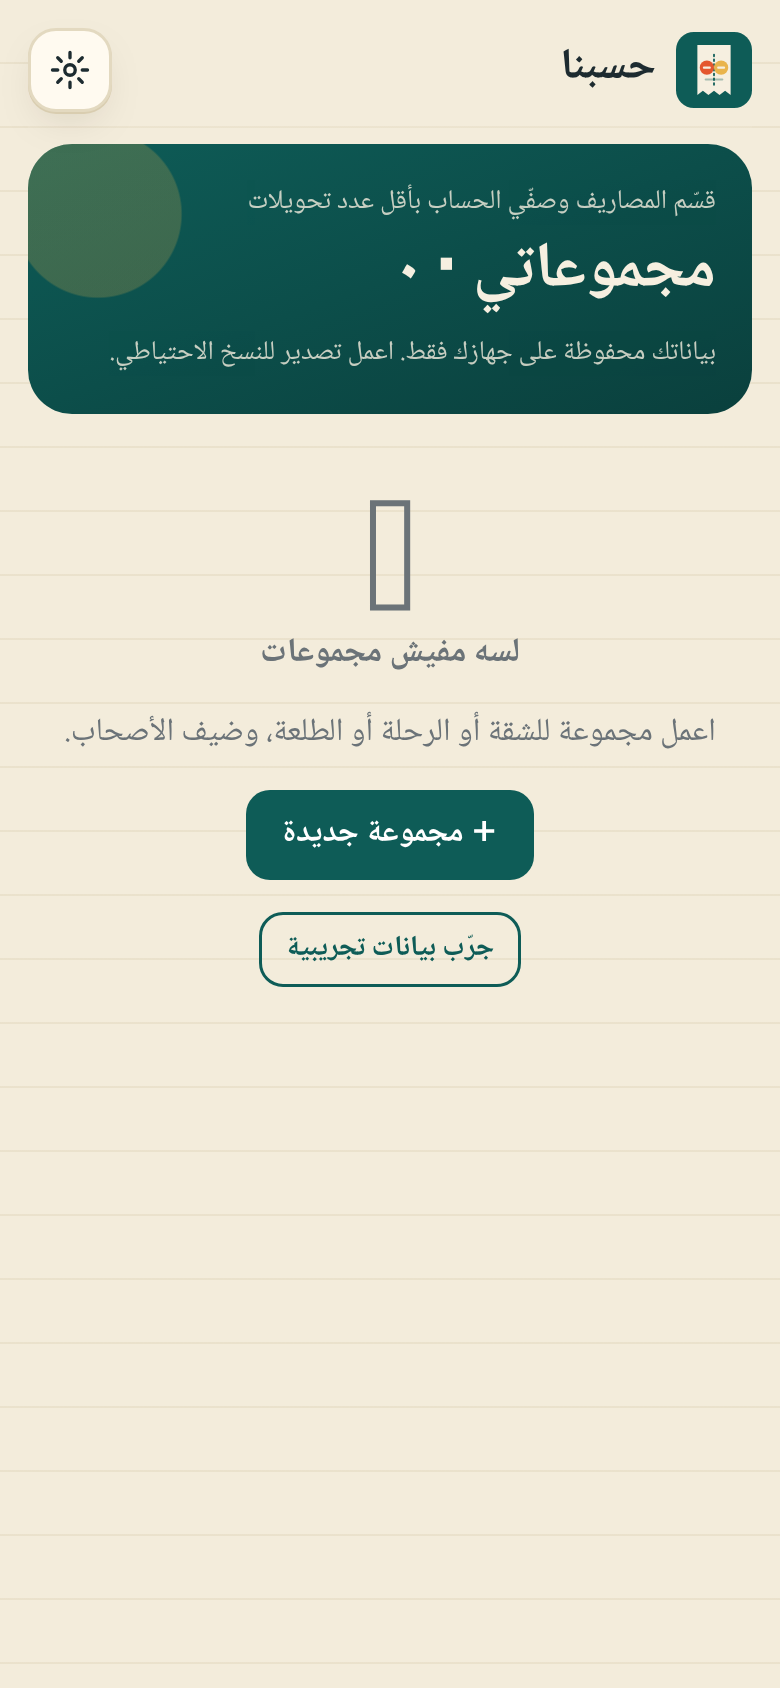 حسبنا
قسّم المصاريف وصفّي الحساب بأقل عدد تحويلات
مجموعاتي · ٠
بياناتك محفوظة على جهازك فقط. اعمل تصدير للنسخ الاحتياطي.
لسه مفيش مجموعات
اعمل مجموعة للشقة أو الرحلة أو الطلعة، وضيف الأصحاب.
+ مجموعة جديدة
جرّب بيانات تجريبية